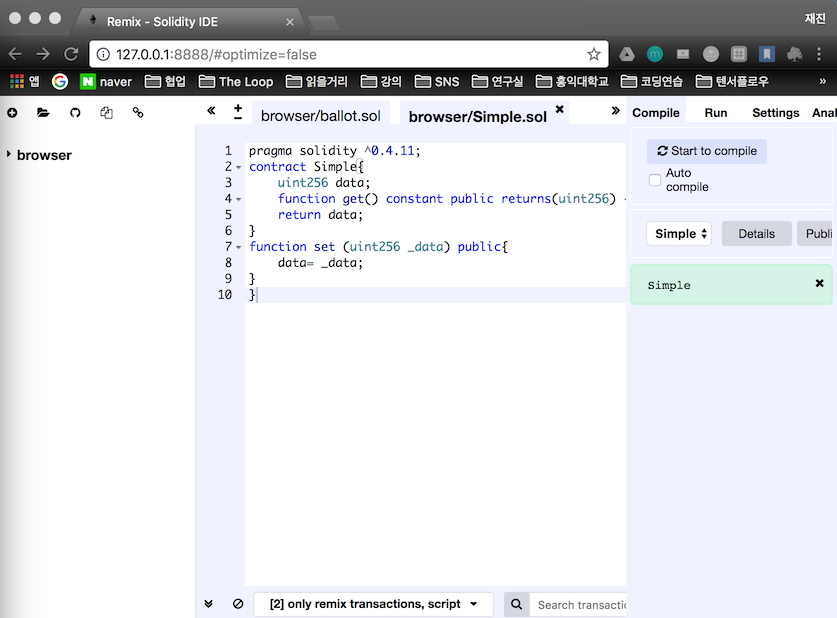 Remix - Solidity IDE
재진
127.0.0.1:8888/#optimize=false
앱 naver 협업 The Loop 읽을거리 강의 SNS 연구실 홍익대학교 코딩연습 텐서플로우 »
browser/ballot.sol browser/Simple.sol
Compile Run Settings Anal
browser
1 pragma solidity ^0.4.11;
2 contract Simple{
3 uint256 data;
4 function get() constant public returns(uint256)
5 return data;
6 }
7 function set (uint256 _data) public{
8 data= _data;
9 }
10 }
Start to compile
Auto
compile
Simple Details Publi
Simple
[2] only remix transactions, script
Search transactio